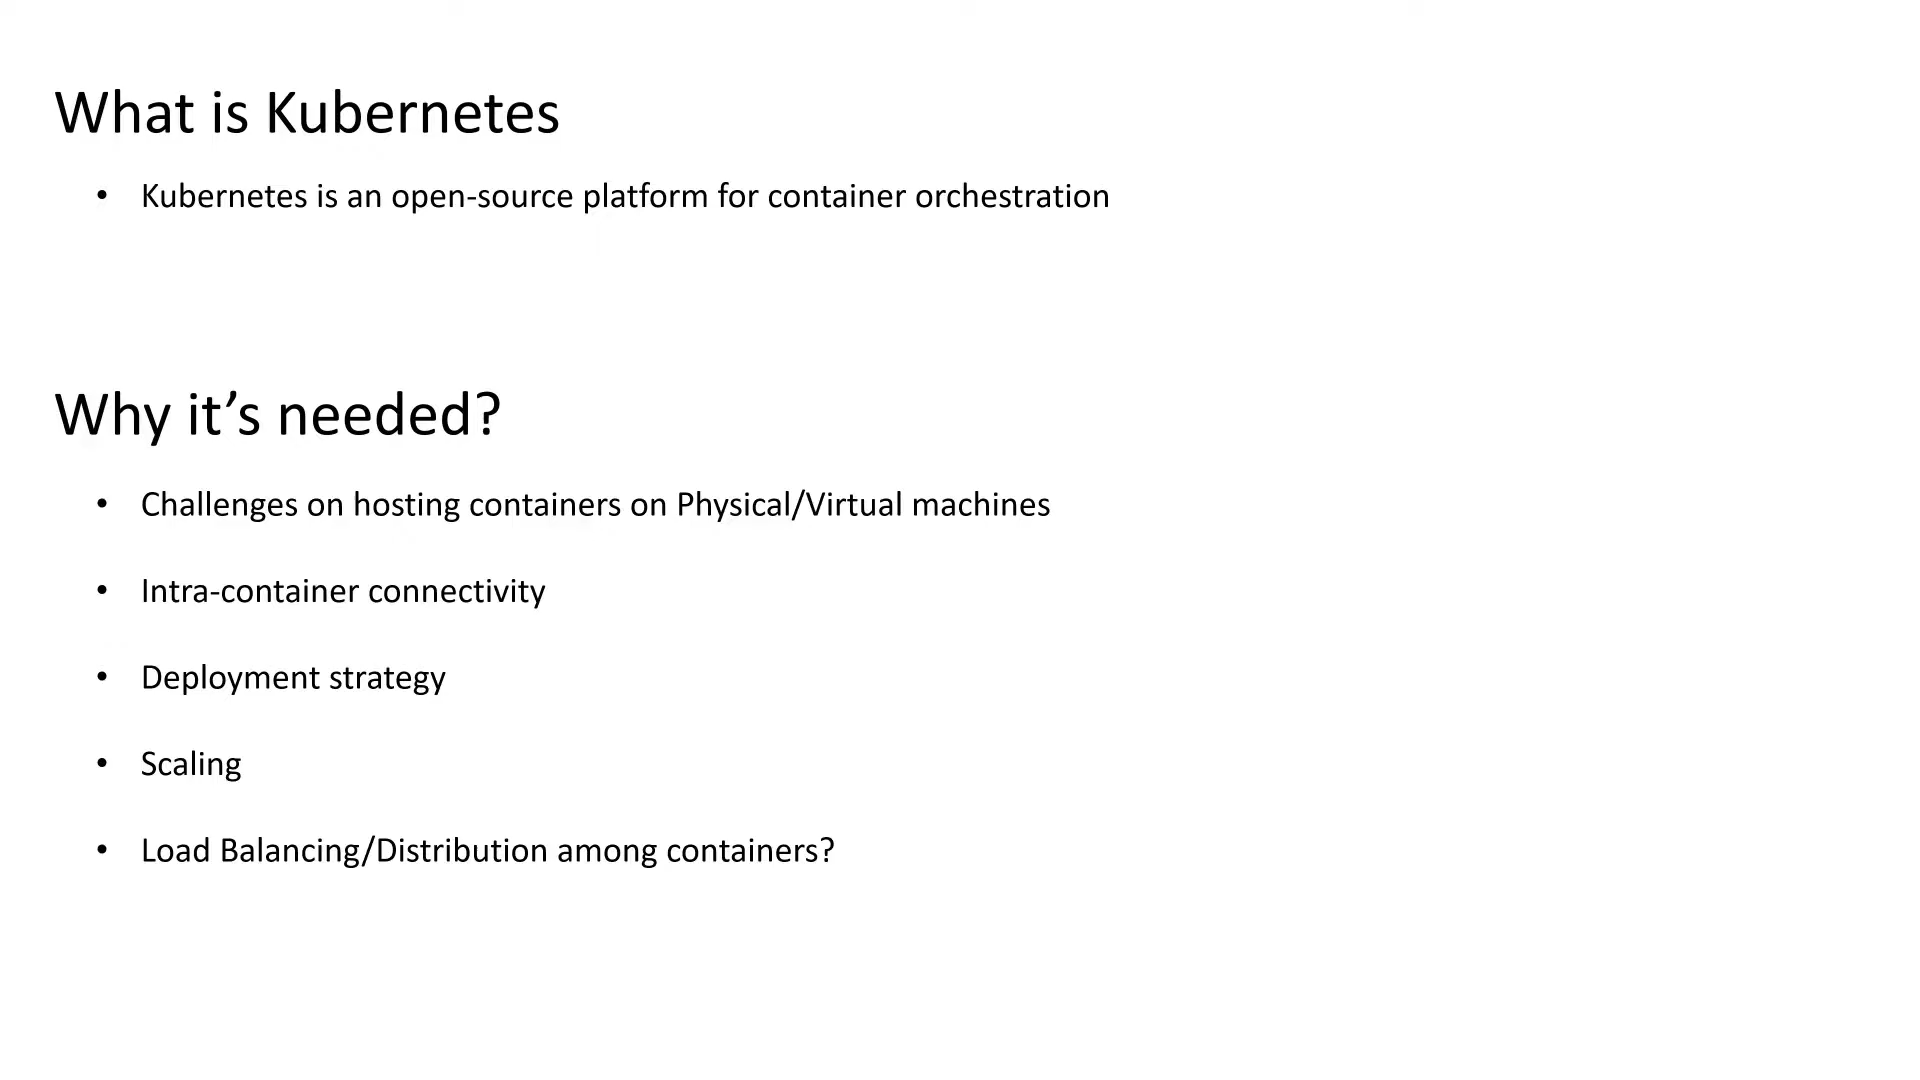 What is Kubernetes
• Kubernetes is an open-source platform for container orchestration
Why it’s needed?
• Challenges on hosting containers on Physical/Virtual machines
• Intra-container connectivity
• Deployment strategy
• Scaling
• Load Balancing/Distribution among containers?